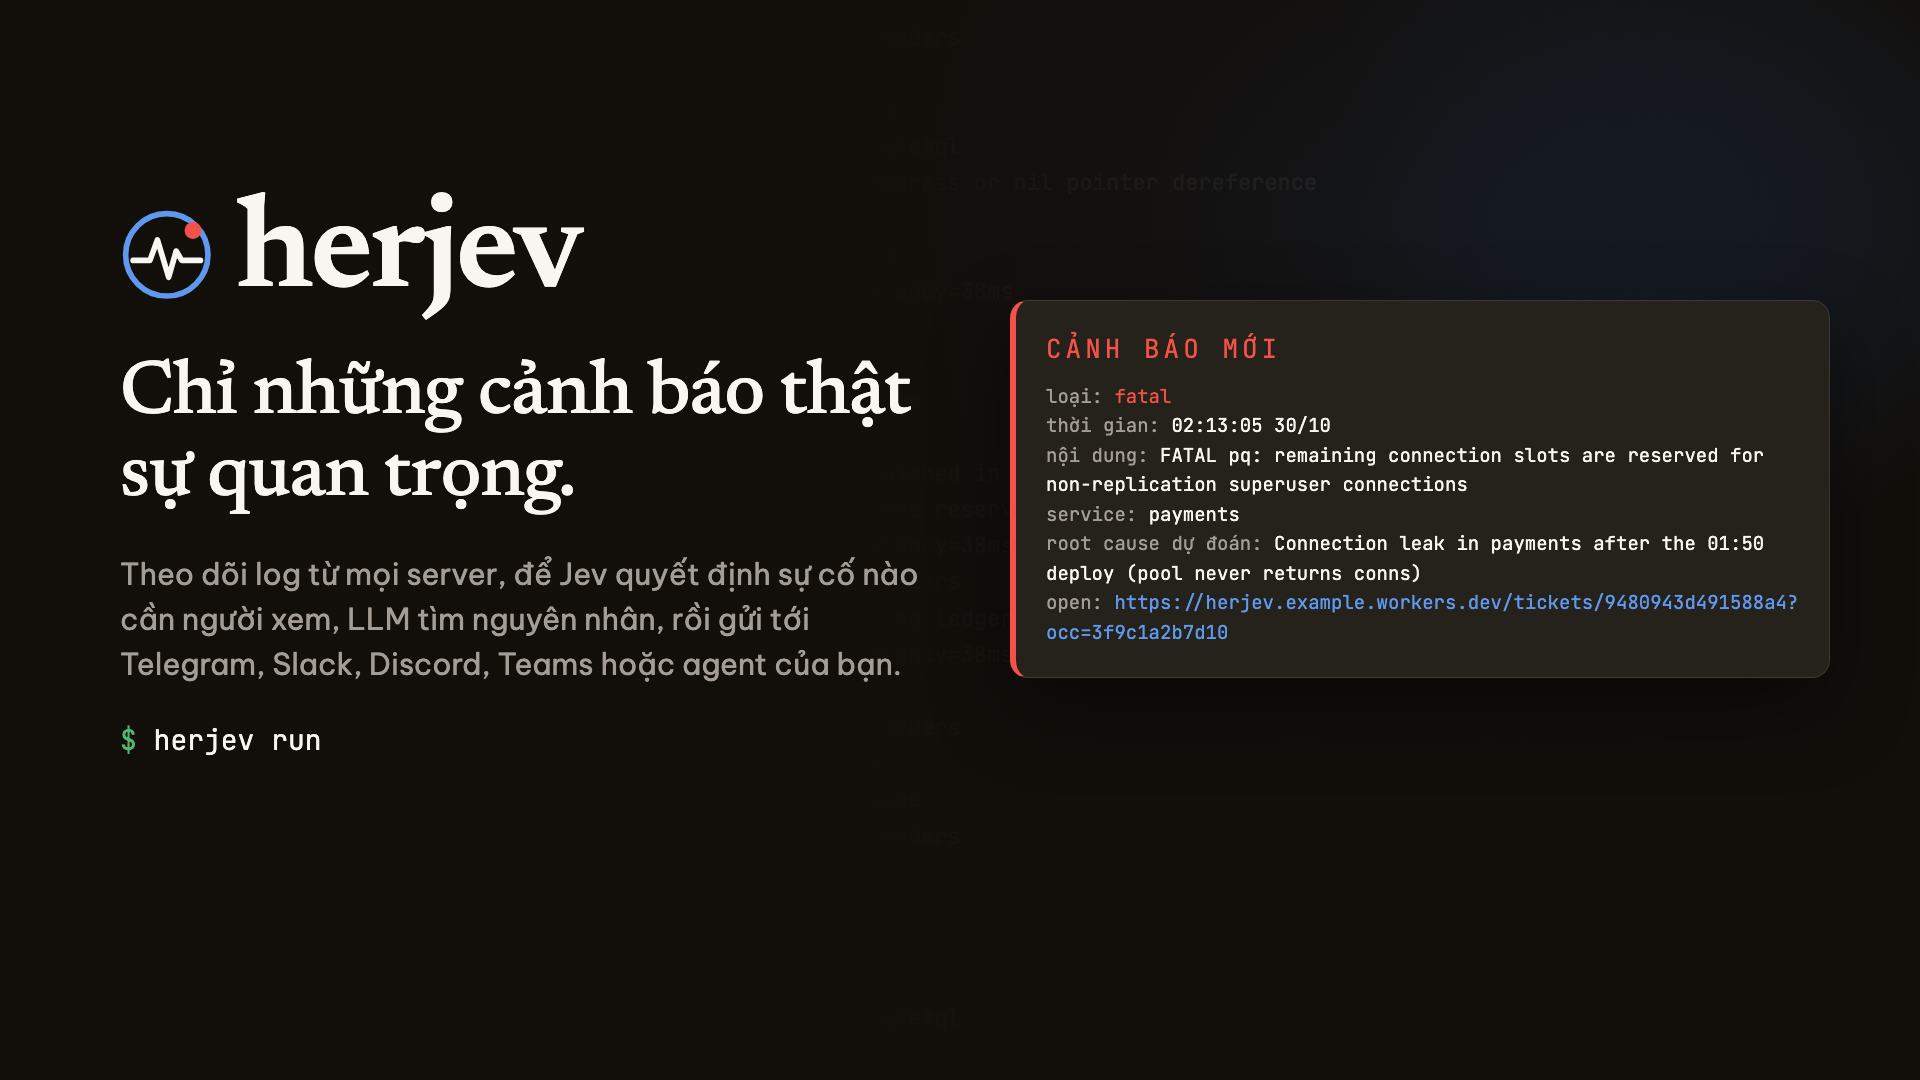 herjev
Chỉ những cảnh báo thật
sự quan trọng.
Theo dõi log từ mọi server, để Jev quyết định sự cố nào
cần người xem, LLM tìm nguyên nhân, rồi gửi tới
Telegram, Slack, Discord, Teams hoặc agent của bạn.
$ herjev run
or nil pointer dereference
CẢNH BÁO MỚI
loại: fatal
thời gian: 02:13:05 30/10
nội dung: FATAL pq: remaining connection slots are reserved for
non-replication superuser connections
service: payments
root cause dự đoán: Connection leak in payments after the 01:50
deploy (pool never returns conns)
open: https://herjev.example.workers.dev/tickets/9480943d491588a4?
occ=3f9c1a2b7d10